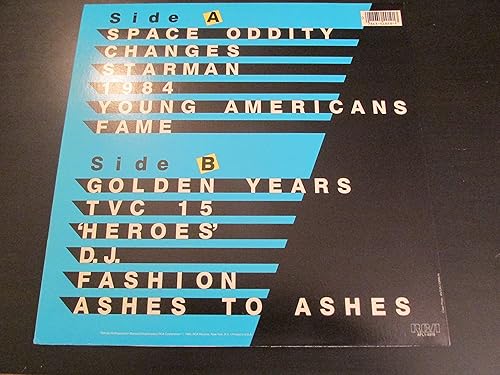 Side A
SPACE ODDITY
CHANGES
STARMAN
1984
YOUNG AMERICANS
FAME
Side B
GOLDEN YEARS
TVC 15
'HEROES'
D.J.
FASHION
ASHES TO ASHES
RCA